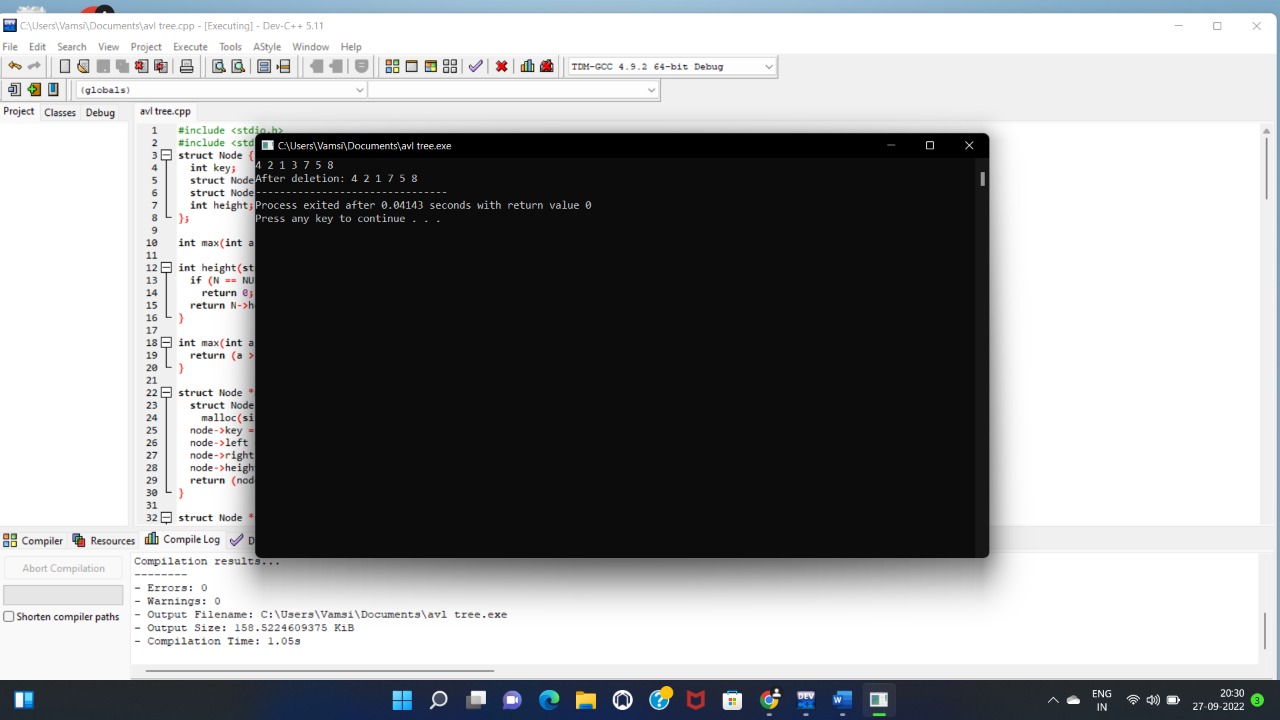 C:\Users\Vamsi\Documents\avl tree.cpp - [Executing] - Dev-C++ 5.11
File Edit Search View Project Execute Tools AStyle Window Help
TDM-GCC 4.9.2 64-bit Debug
(globals)
Project Classes Debug
avl tree.cpp
1 #include <stdio.h>
2 #include <std
3 struct Node {
4 int key;
5 struct Node
6 struct Node
7 int height;
8 };
9
10 int max(int a
11
12 int height(st
13 if (N == NU
14 return 0;
15 return N->h
16 }
17
18 int max(int a
19 return (a >
20 }
21
22 struct Node *
23 struct Node
24 malloc(si
25 node->key =
26 node->left
27 node->right
28 node->heigh
29 return (nod
30 }
31
32 struct Node *
C:\Users\Vamsi\Documents\avl tree.exe
4 2 1 3 7 5 8
After deletion: 4 2 1 7 5 8
--------------------------------
Process exited after 0.04143 seconds with return value 0
Press any key to continue . . .
Compiler Resources Compile Log D
Abort Compilation
Shorten compiler paths
Compilation results...
--------
- Errors: 0
- Warnings: 0
- Output Filename: C:\Users\Vamsi\Documents\avl tree.exe
- Output Size: 158.5224609375 KiB
- Compilation Time: 1.05s
DEV
W
ENG
IN
20:30
27-09-2022
3